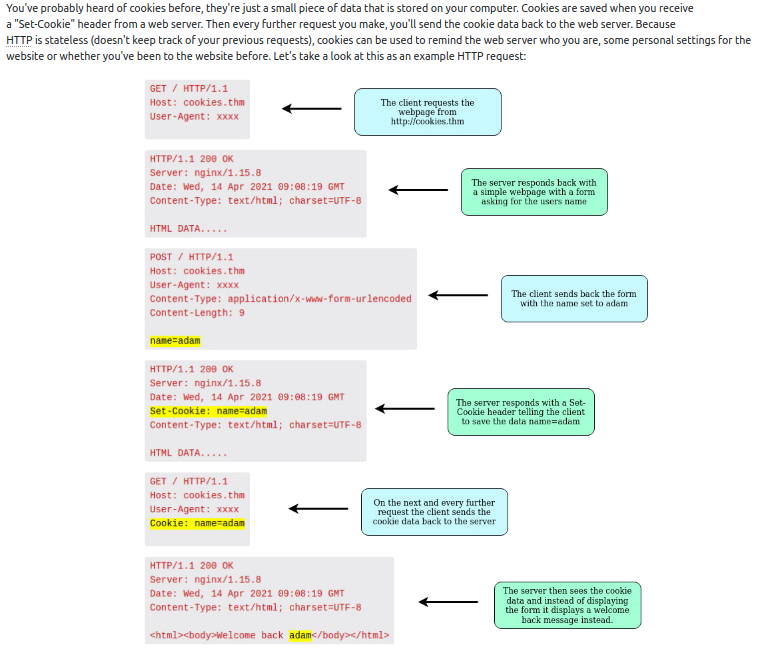 You've probably heard of cookies before, they're just a small piece of data that is stored on your computer. Cookies are saved when you receive
a "Set-Cookie" header from a web server. Then every further request you make, you'll send the cookie data back to the web server. Because
HTTP is stateless (doesn't keep track of your previous requests), cookies can be used to remind the web server who you are, some personal settings for the
website or whether you've been to the website before. Let's take a look at this as an example HTTP request:
GET / HTTP/1.1
Host: cookies.thm
User-Agent: xxxx
The client requests the
webpage from
http://cookies.thm
HTTP/1.1 200 OK
Server: nginx/1.15.8
Date: Wed, 14 Apr 2021 09:08:19 GMT
Content-Type: text/html; charset=UTF-8
HTML DATA.....
The server responds back with
a simple webpage with a form
asking for the users name
POST / HTTP/1.1
Host: cookies.thm
User-Agent: xxxx
Content-Type: application/x-www-form-urlencoded
Content-Length: 9
name=adam
The client sends back the form
with the name set to adam
HTTP/1.1 200 OK
Server: nginx/1.15.8
Date: Wed, 14 Apr 2021 09:08:19 GMT
Set-Cookie: name=adam
Content-Type: text/html; charset=UTF-8
HTML DATA.....
The server responds with a Set-
Cookie header telling the client
to save the data name=adam
GET / HTTP/1.1
Host: cookies.thm
User-Agent: xxxx
Cookie: name=adam
On the next and every further
request the client sends the
cookie data back to the server
HTTP/1.1 200 OK
Server: nginx/1.15.8
Date: Wed, 14 Apr 2021 09:08:19 GMT
Content-Type: text/html; charset=UTF-8
<html><body>Welcome back adam</body></html>
The server then sees the cookie
data and instead of displaying
the form it displays a welcome
back message instead.